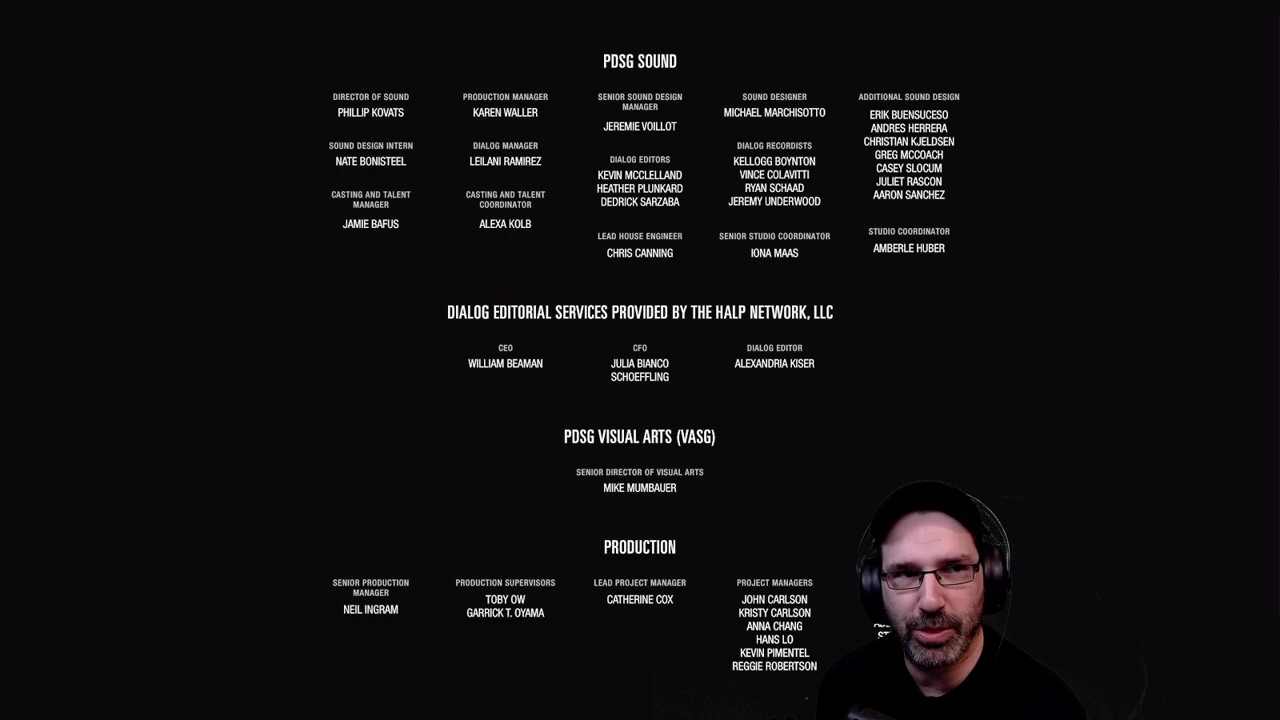 PDSG SOUND
DIRECTOR OF SOUND
PHILLIP KOVATS
SOUND DESIGN INTERN
NATE BONISTEEL
CASTING AND TALENT
MANAGER
JAMIE BAFUS
PRODUCTION MANAGER
KAREN WALLER
DIALOG MANAGER
LEILANI RAMIREZ
CASTING AND TALENT
COORDINATOR
ALEXA KOLB
SENIOR SOUND DESIGN
MANAGER
JEREMIE VOILLOT
DIALOG EDITORS
KEVIN MCCLELLAND
HEATHER PLUNKARD
DEDRICK SARZABA
LEAD HOUSE ENGINEER
CHRIS CANNING
SOUND DESIGNER
MICHAEL MARCHISOTTO
DIALOG RECORDISTS
KELLOGG BOYNTON
VINCE COLAVITTI
RYAN SCHAAD
JEREMY UNDERWOOD
SENIOR STUDIO COORDINATOR
IONA MAAS
ADDITIONAL SOUND DESIGN
ERIK BUENSUCESO
ANDRES HERRERA
CHRISTIAN KJELDSEN
GREG MCCOACH
CASEY SLOCUM
JULIET RASCON
AARON SANCHEZ
STUDIO COORDINATOR
AMBERLE HUBER
DIALOG EDITORIAL SERVICES PROVIDED BY THE HALP NETWORK, LLC
CEO
WILLIAM BEAMAN
CFO
JULIA BIANCO
SCHOEFFLING
DIALOG EDITOR
ALEXANDRIA KISER
PDSG VISUAL ARTS (VASG)
SENIOR DIRECTOR OF VISUAL ARTS
MIKE MUMBAUER
PRODUCTION
SENIOR PRODUCTION
MANAGER
NEIL INGRAM
PRODUCTION SUPERVISORS
TOBY OW
GARRICK T. OYAMA
LEAD PROJECT MANAGER
CATHERINE COX
PROJECT MANAGERS
JOHN CARLSON
KRISTY CARLSON
ANNA CHANG
HANS LO
KEVIN PIMENTEL
REGGIE ROBERTSON